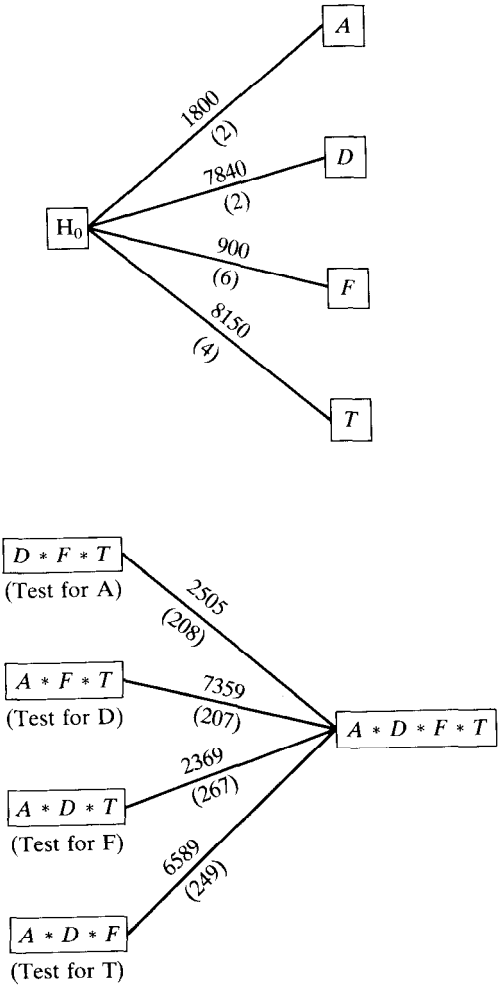 A
1800
(2)
D
7840
(2)
H₀
900
(6)
F
8150
(4)
T
D * F * T
(Test for A)
2505
(208)
A * F * T
(Test for D)
7359
(207)
A * D * F * T
2369
(267)
A * D * T
(Test for F)
6589
(249)
A * D * F
(Test for T)